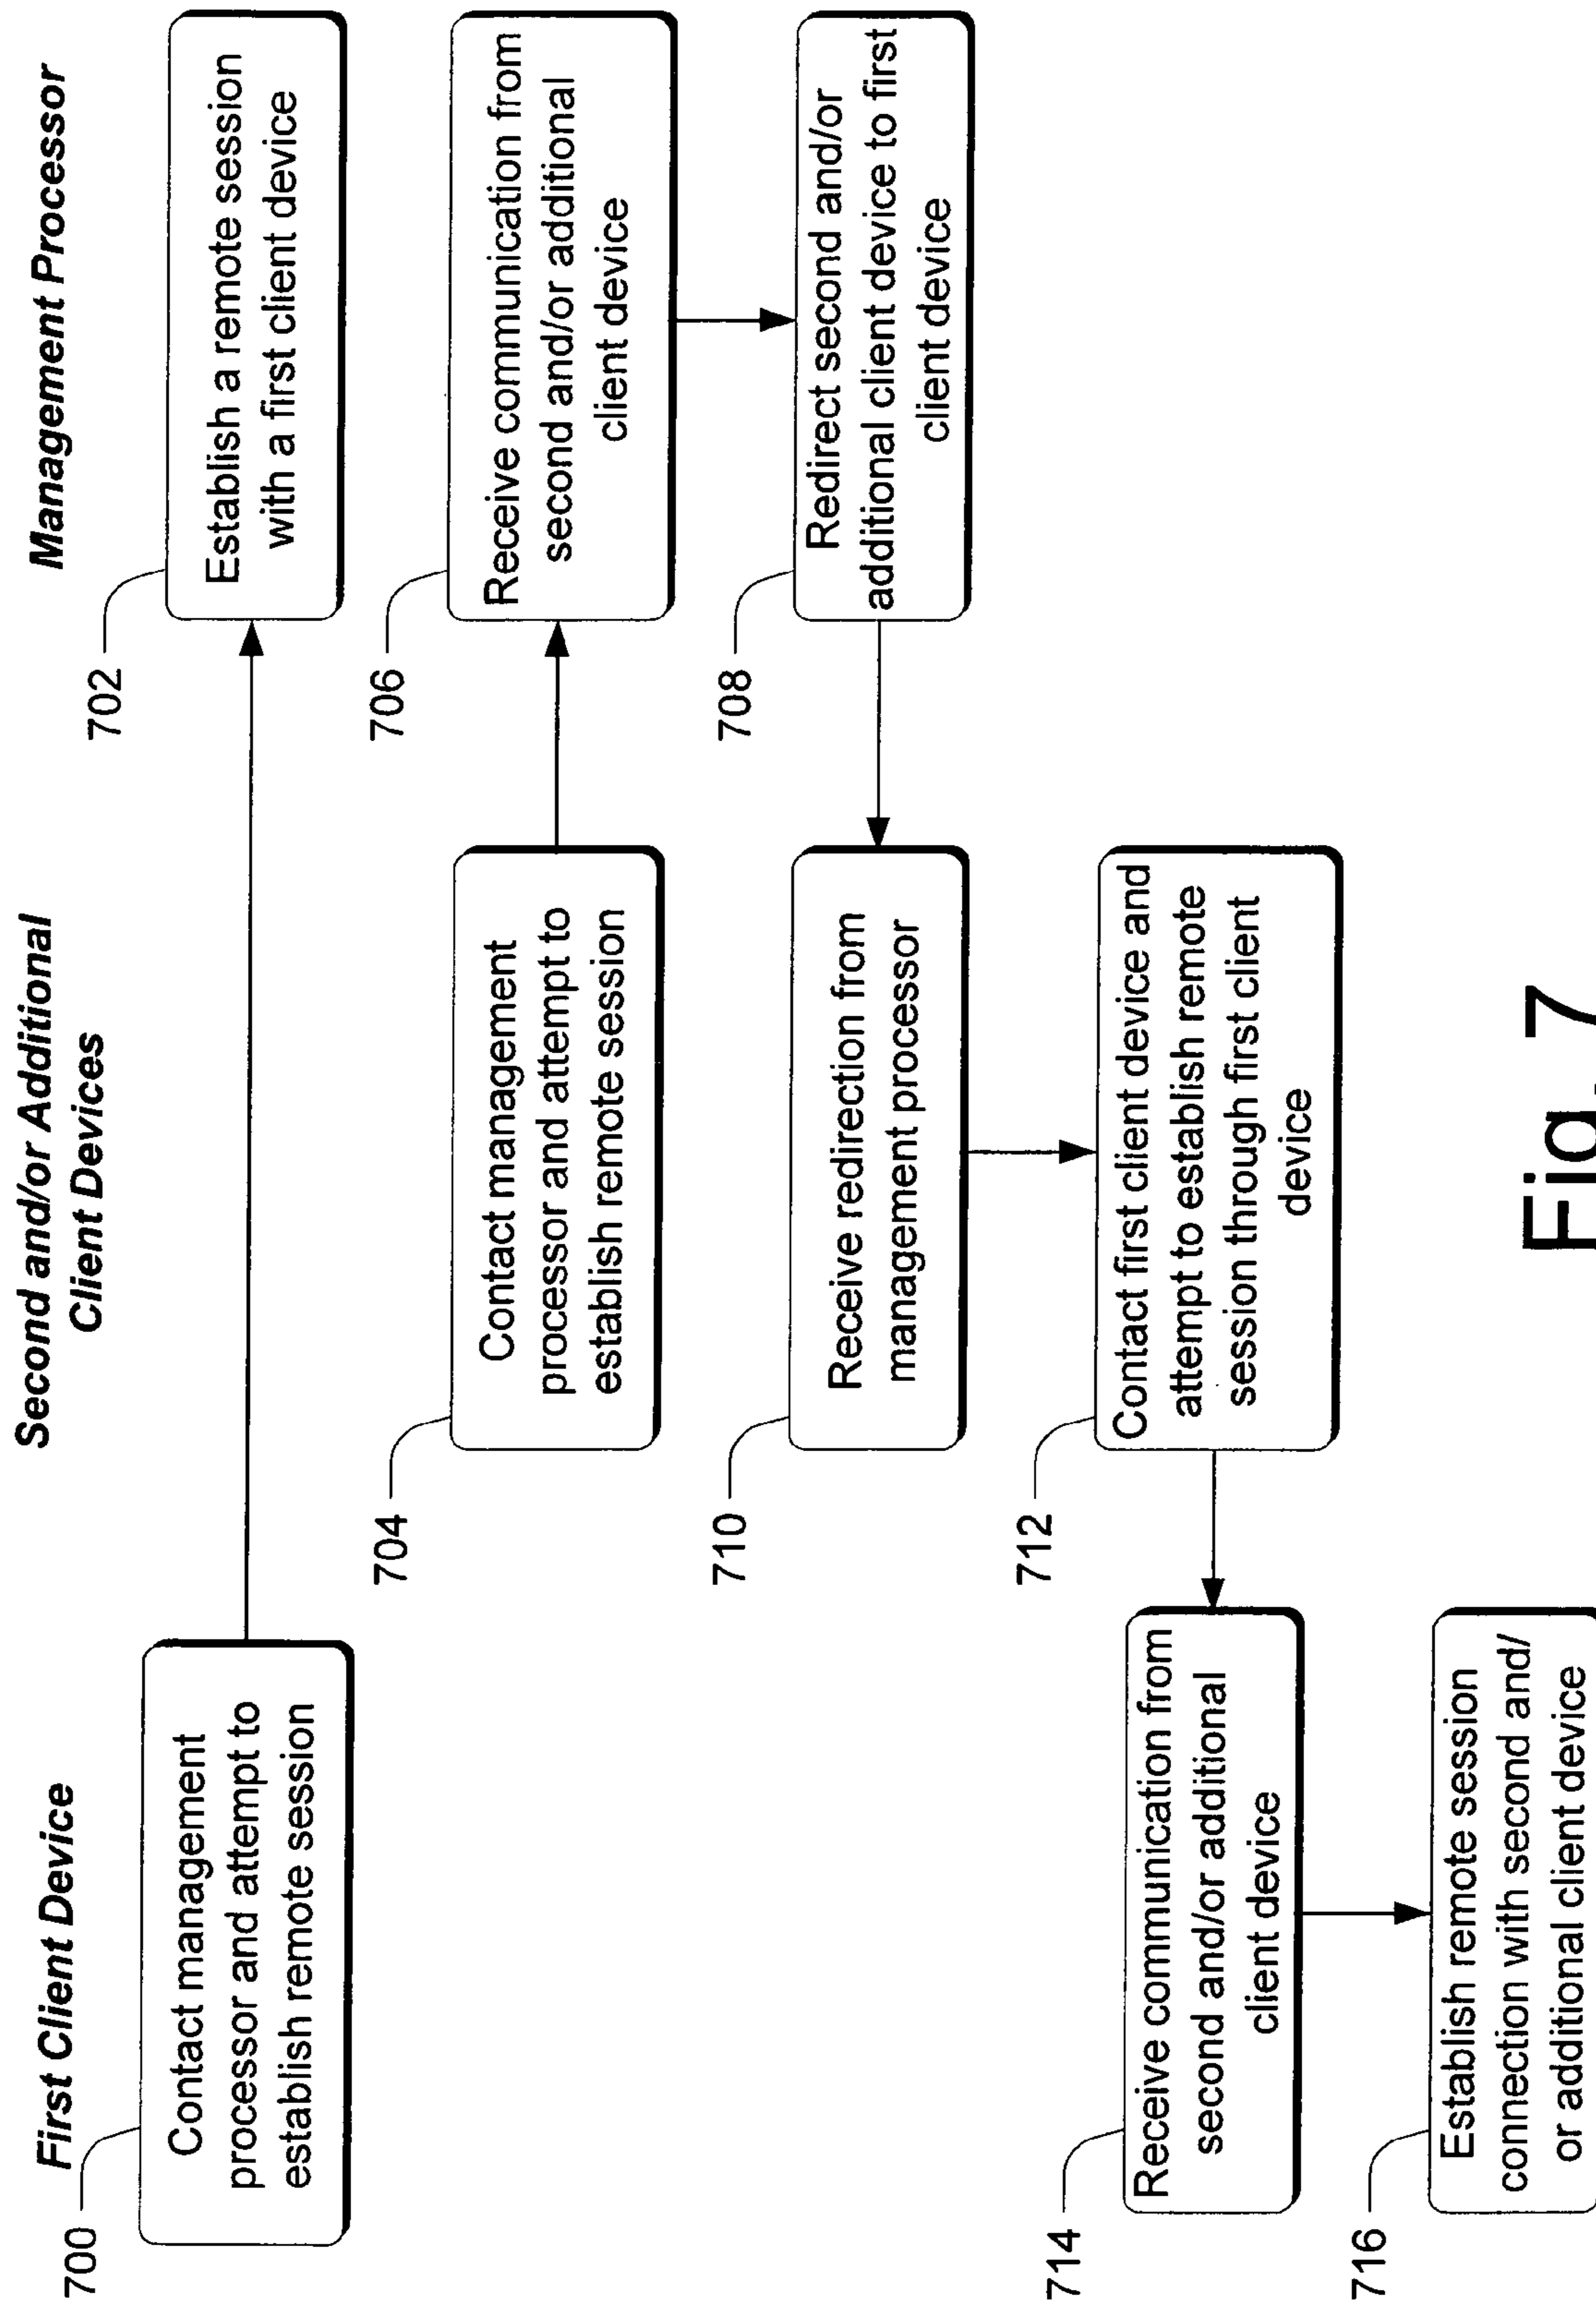 First Client Device
Second and/or Additional
Client Devices
Management Processor
700
Contact management
processor and attempt to
establish remote session
702
Establish a remote session
with a first client device
704
Contact management
processor and attempt to
establish remote session
706
Receive communication from
second and/or additional
client device
708
Redirect second and/or
additional client device to first
client device
710
Receive redirection from
management processor
712
Contact first client device and
attempt to establish remote
session through first client
device
714
Receive communication from
second and/or additional
client device
716
Establish remote session
connection with second and/
or additional client device
Fig. 7